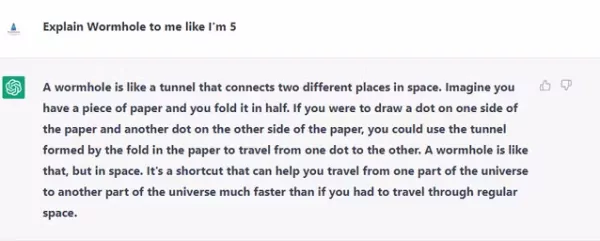 Explain Wormhole to me like I'm 5
A wormhole is like a tunnel that connects two different places in space. Imagine you
have a piece of paper and you fold it in half. If you were to draw a dot on one side of
the paper and another dot on the other side of the paper, you could use the tunnel
formed by the fold in the paper to travel from one dot to the other. A wormhole is like
that, but in space. It's a shortcut that can help you travel from one part of the universe
to another part of the universe much faster than if you had to travel through regular
space.